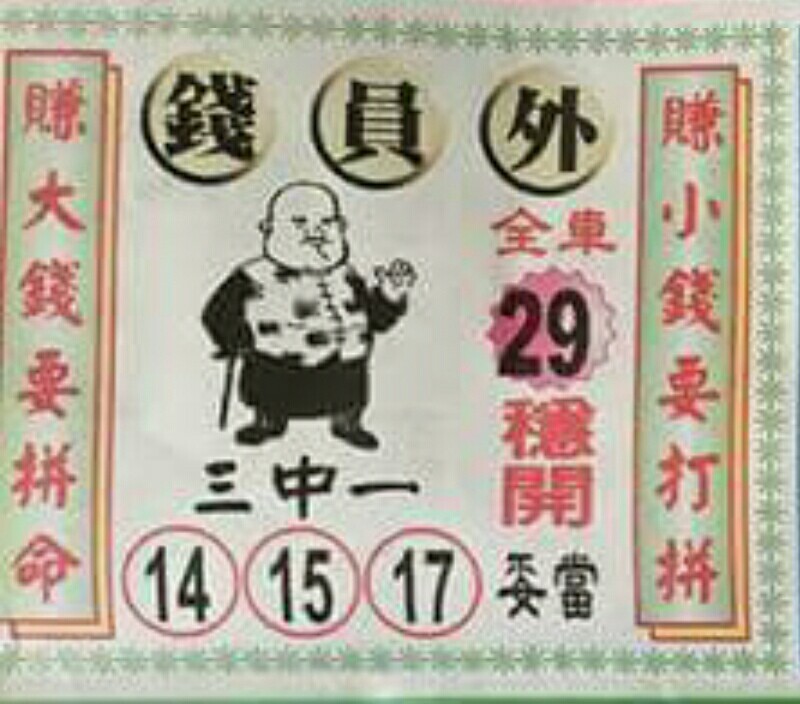 錢員外
賺大錢要拼命
賺小錢要打拼
全車
29
穩開
妥當
三中一
14 15 17